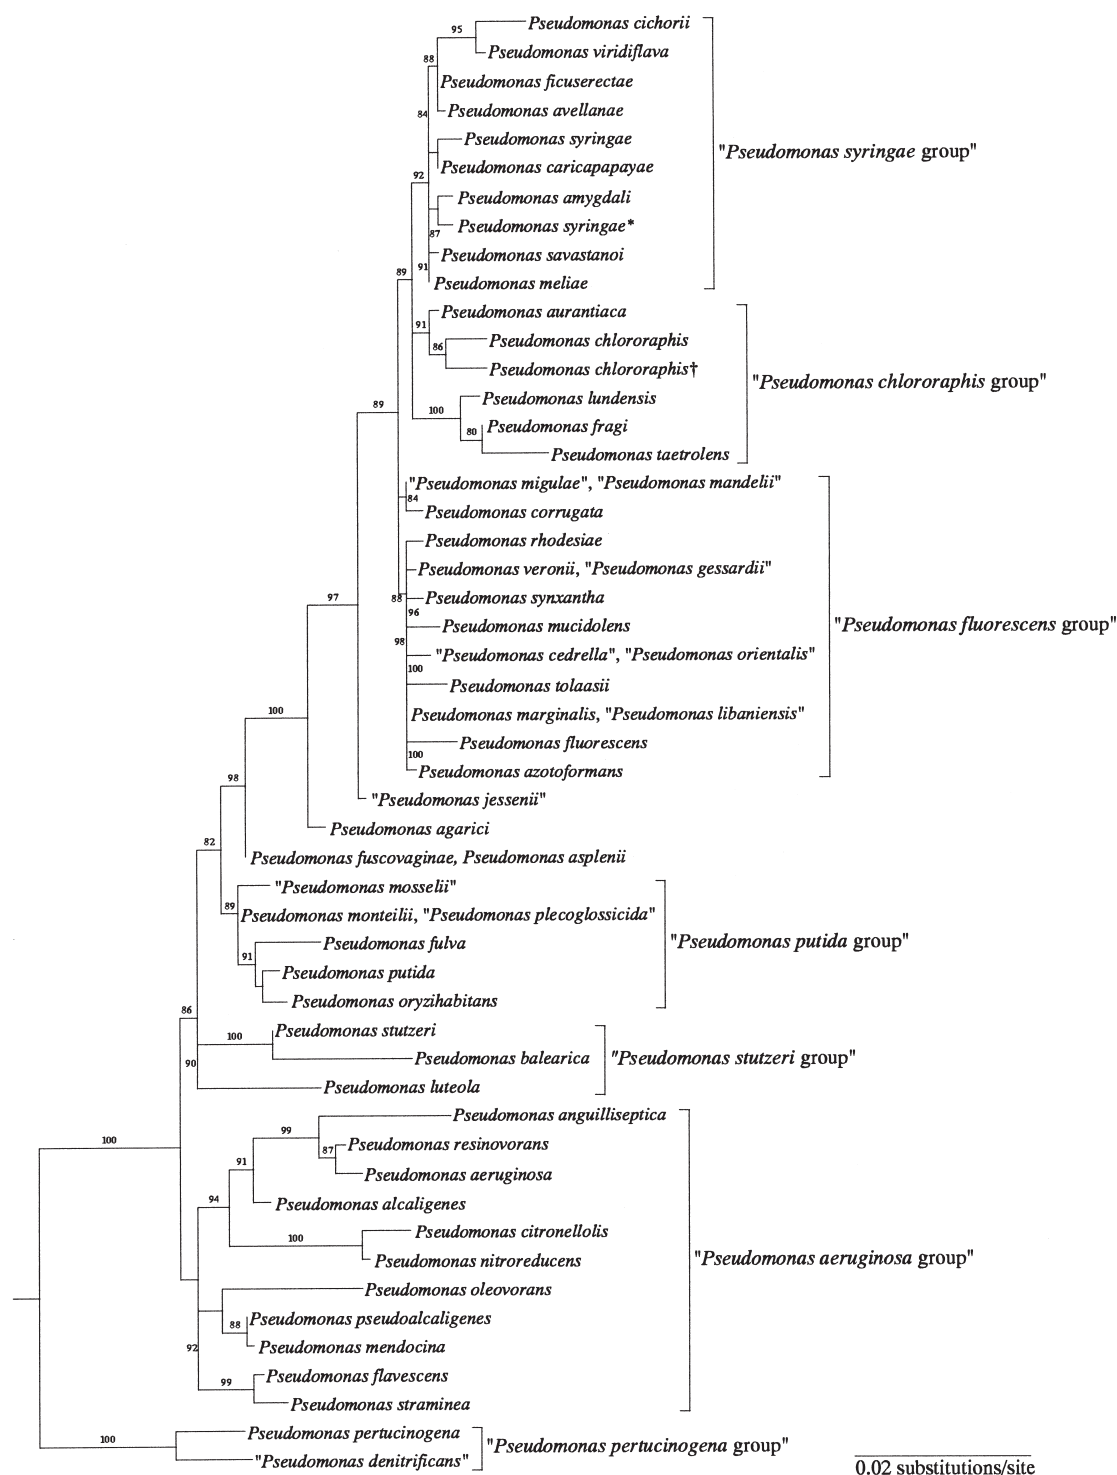 95
Pseudomonas cichorii
88
Pseudomonas viridiflava
Pseudomonas ficuserectae
84
Pseudomonas avellanae
Pseudomonas syringae
"Pseudomonas syringae group"
92
Pseudomonas caricapapayae
Pseudomonas amygdali
87
Pseudomonas syringae*
Pseudomonas savastanoi
89
91
Pseudomonas meliae
Pseudomonas aurantiaca
91
86
Pseudomonas chlororaphis
Pseudomonas chlororaphis†
"Pseudomonas chlororaphis group"
89
100
Pseudomonas lundensis
80
Pseudomonas fragi
Pseudomonas taetrolens
"Pseudomonas migulae", "Pseudomonas mandelii"
84
Pseudomonas corrugata
Pseudomonas rhodesiae
Pseudomonas veronii, "Pseudomonas gessardii"
97
88
Pseudomonas synxantha
96
Pseudomonas mucidolens
"Pseudomonas fluorescens group"
98
"Pseudomonas cedrella", "Pseudomonas orientalis"
100
Pseudomonas tolaasii
100
Pseudomonas marginalis, "Pseudomonas libaniensis"
Pseudomonas fluorescens
100
98
Pseudomonas azotoformans
"Pseudomonas jessenii"
Pseudomonas agarici
82
Pseudomonas fuscovaginae, Pseudomonas asplenii
"Pseudomonas mosselii"
89
Pseudomonas monteilii, "Pseudomonas plecoglossicida"
Pseudomonas fulva
"Pseudomonas putida group"
91
Pseudomonas putida
Pseudomonas oryzihabitans
86
Pseudomonas stutzeri
100
Pseudomonas balearica
"Pseudomonas stutzeri group"
90
Pseudomonas luteola
Pseudomonas anguilliseptica
99
100
87
Pseudomonas resinovorans
91
Pseudomonas aeruginosa
94
Pseudomonas alcaligenes
Pseudomonas citronellolis
100
Pseudomonas nitroreducens
"Pseudomonas aeruginosa group"
Pseudomonas oleovorans
88
Pseudomonas pseudoalcaligenes
92
Pseudomonas mendocina
99
Pseudomonas flavescens
Pseudomonas straminea
100
Pseudomonas pertucinogena
"Pseudomonas pertucinogena group"
"Pseudomonas denitrificans"
0.02 substitutions/site